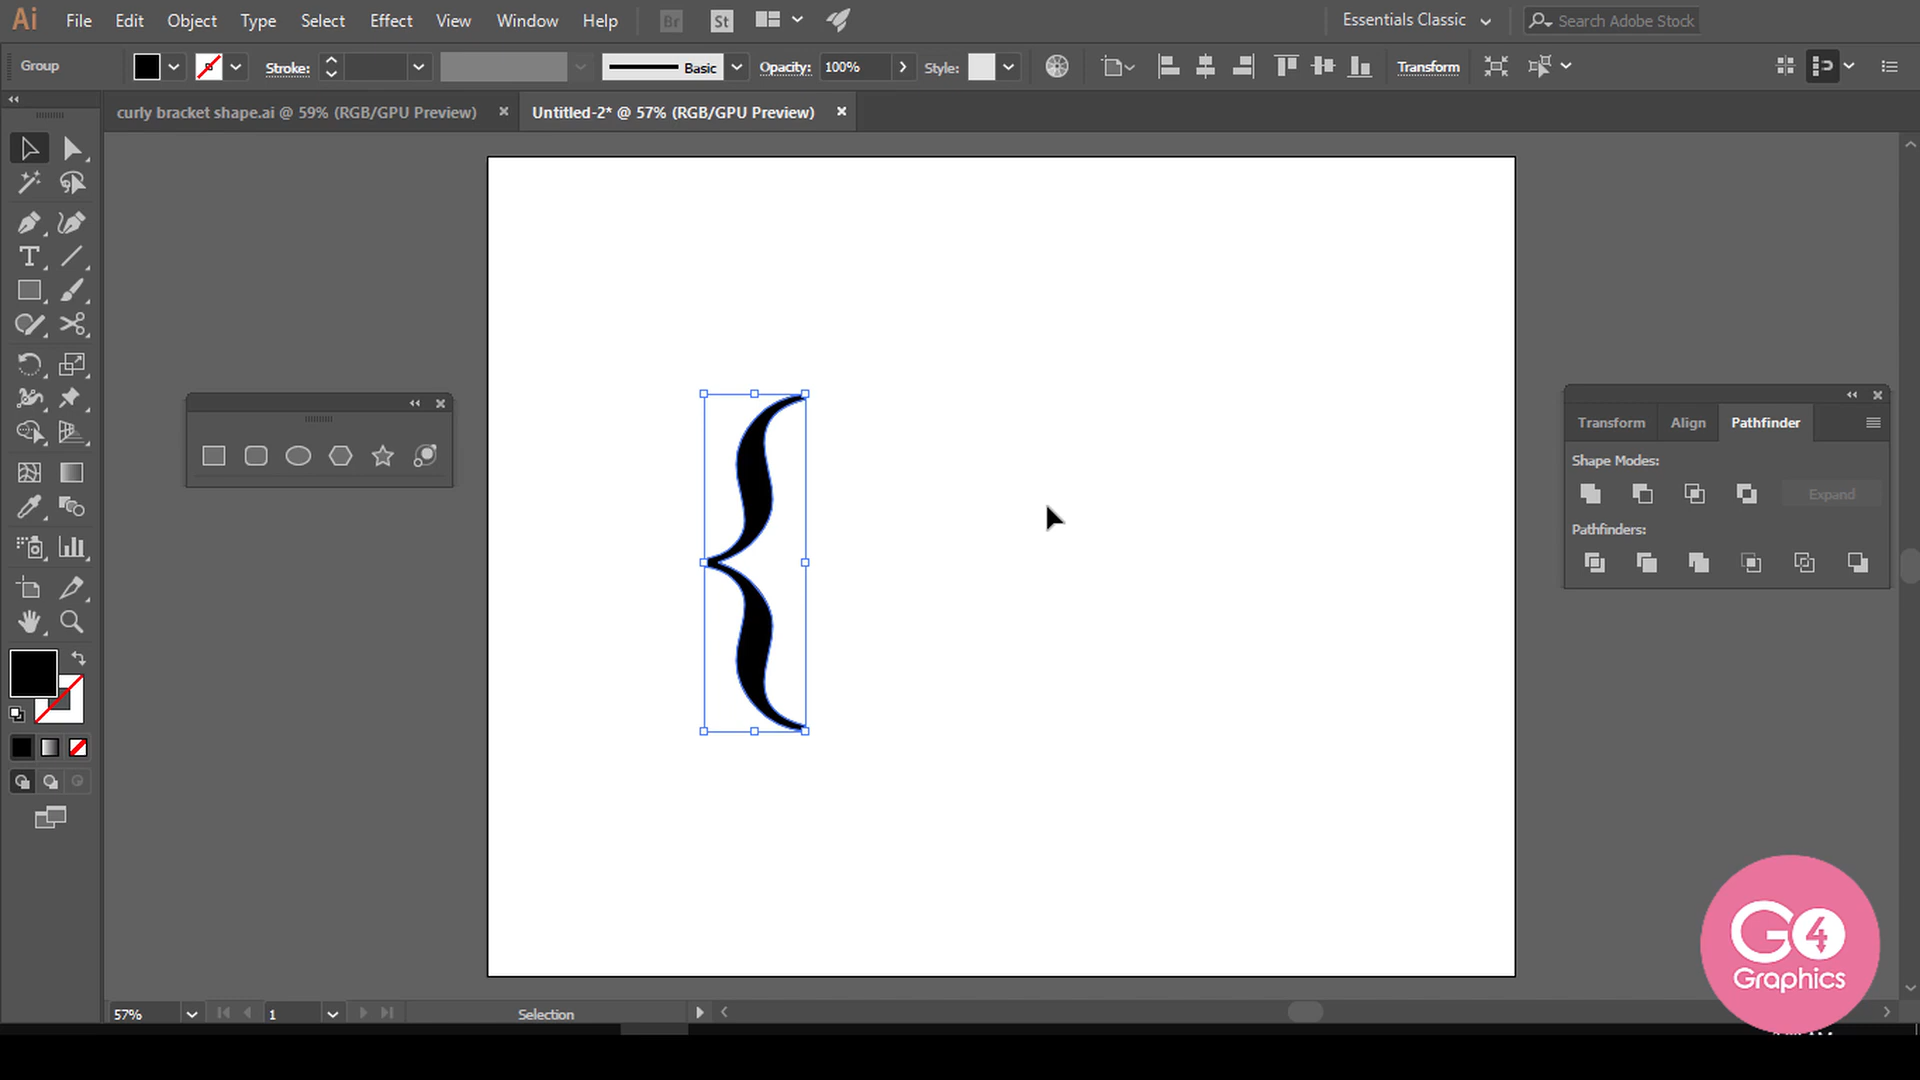 Ai File Edit Object Type Select Effect View Window Help Br St Essentials Classic Search Adobe Stock
Group Stroke: Basic Opacity: 100% Style: Transform
curly bracket shape.ai @ 59% (RGB/GPU Preview) Untitled-2* @ 57% (RGB/GPU Preview)
Transform Align Pathfinder
Shape Modes:
Expand
Pathfinders:
G4
Graphics
57% 1 Selection